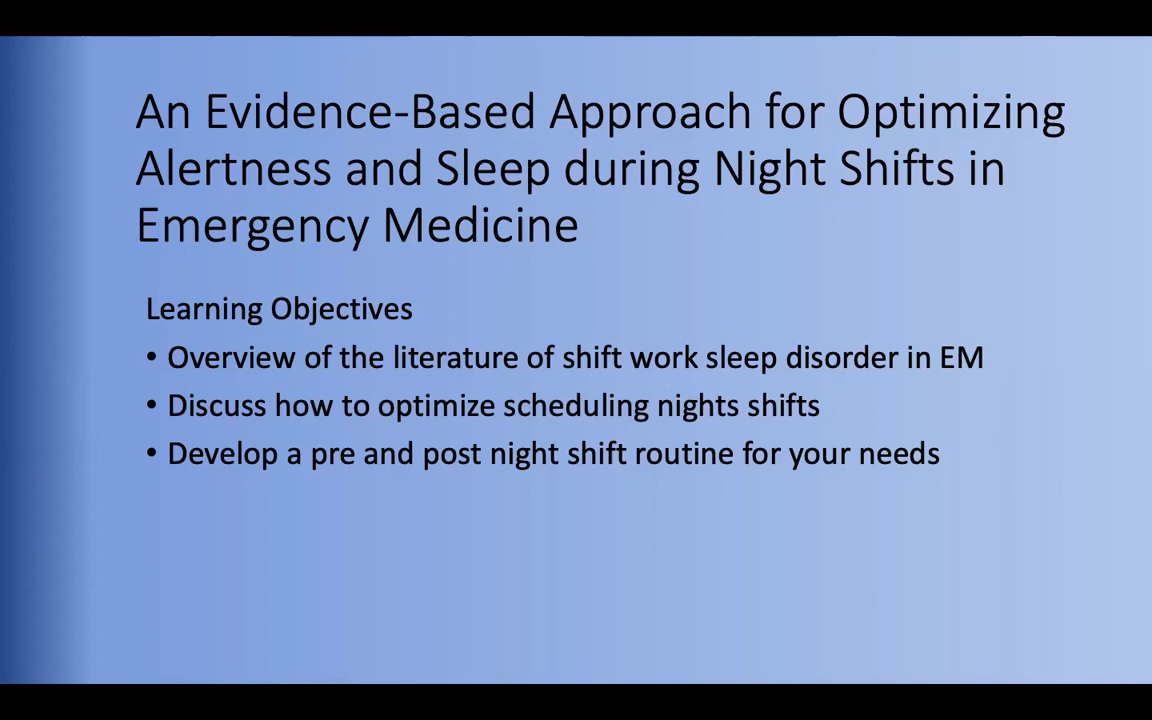 An Evidence-Based Approach for Optimizing
Alertness and Sleep during Night Shifts in
Emergency Medicine
Learning Objectives
• Overview of the literature of shift work sleep disorder in EM
• Discuss how to optimize scheduling nights shifts
• Develop a pre and post night shift routine for your needs